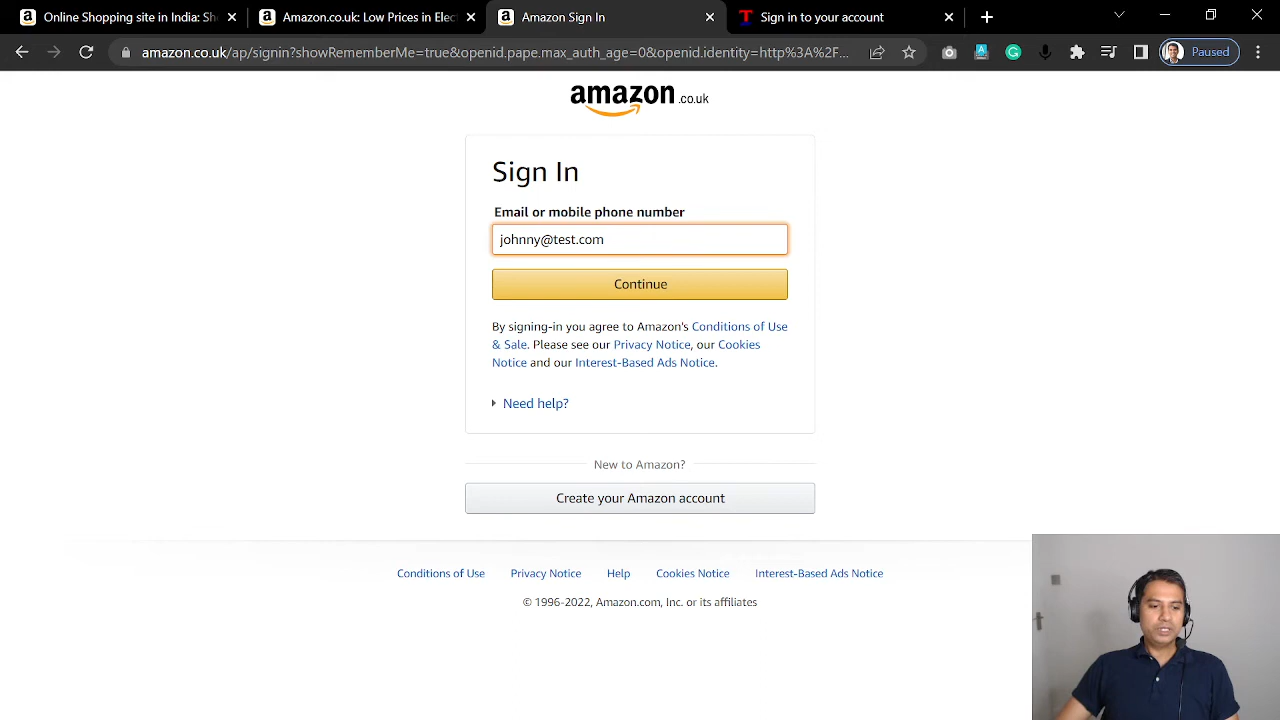 Online Shopping site in India: Sh
Amazon.co.uk: Low Prices in Elect
Amazon Sign In
Sign in to your account
amazon.co.uk/ap/signin?showRememberMe=true&openid.pape.max_auth_age=0&openid.identity=http%3A%2F...
Paused
amazon.co.uk
Sign In
Email or mobile phone number
johnny@test.com
Continue
By signing-in you agree to Amazon's Conditions of Use
& Sale. Please see our Privacy Notice, our Cookies
Notice and our Interest-Based Ads Notice.
Need help?
New to Amazon?
Create your Amazon account
Conditions of Use Privacy Notice Help Cookies Notice Interest-Based Ads Notice
© 1996-2022, Amazon.com, Inc. or its affiliates